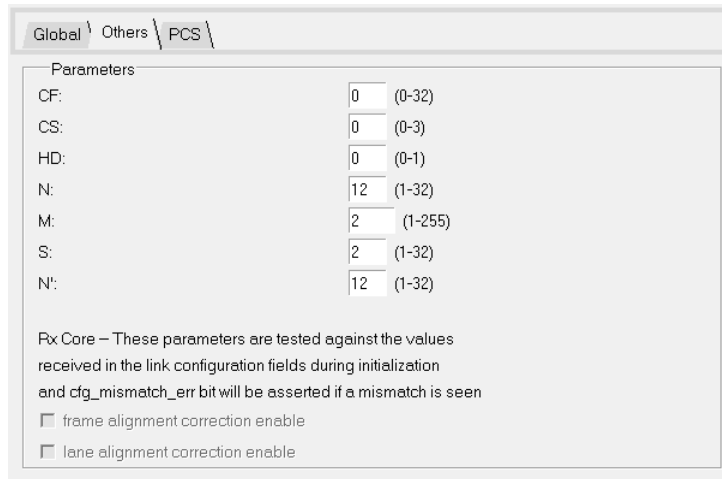 Global Others PCS
Parameters
CF: 0 (0-32)
CS: 0 (0-3)
HD: 0 (0-1)
N: 12 (1-32)
M: 2 (1-255)
S: 2 (1-32)
N': 12 (1-32)
Rx Core – These parameters are tested against the values
received in the link configuration fields during initialization
and cfg_mismatch_err bit will be asserted if a mismatch is seen
frame alignment correction enable
lane alignment correction enable